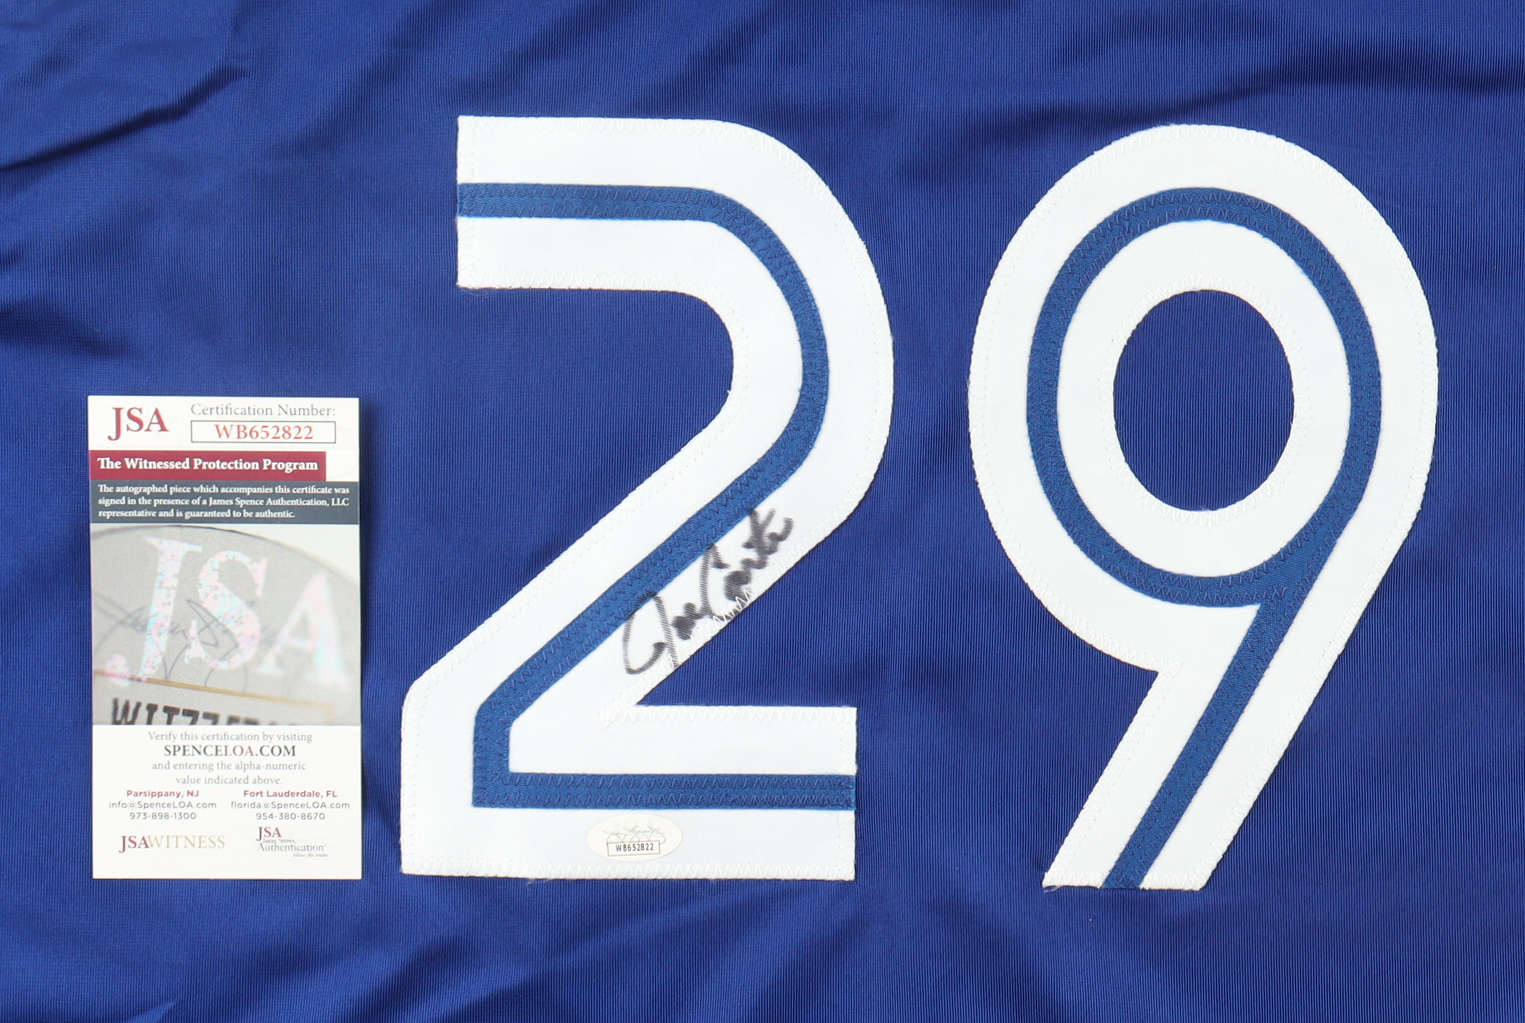 JSA
Certification Number:
WB652822
The Witnessed Protection Program
The autographed piece which accompanies this certificate was
signed in the presence of a James Spence Authentication, LLC
representative and is guaranteed to be authentic.
JSA
Verify this certification by visiting
SPENCELOA.COM
and entering the alpha-numeric
value indicated above.
Parsippany, NJ
info@SpenceLOA.com
973-898-1300
Fort Lauderdale, FL
florida@SpenceLOA.com
954-380-8670
JSAWITNESS
JSA
Authentication
29
Joe Carter
WB652822